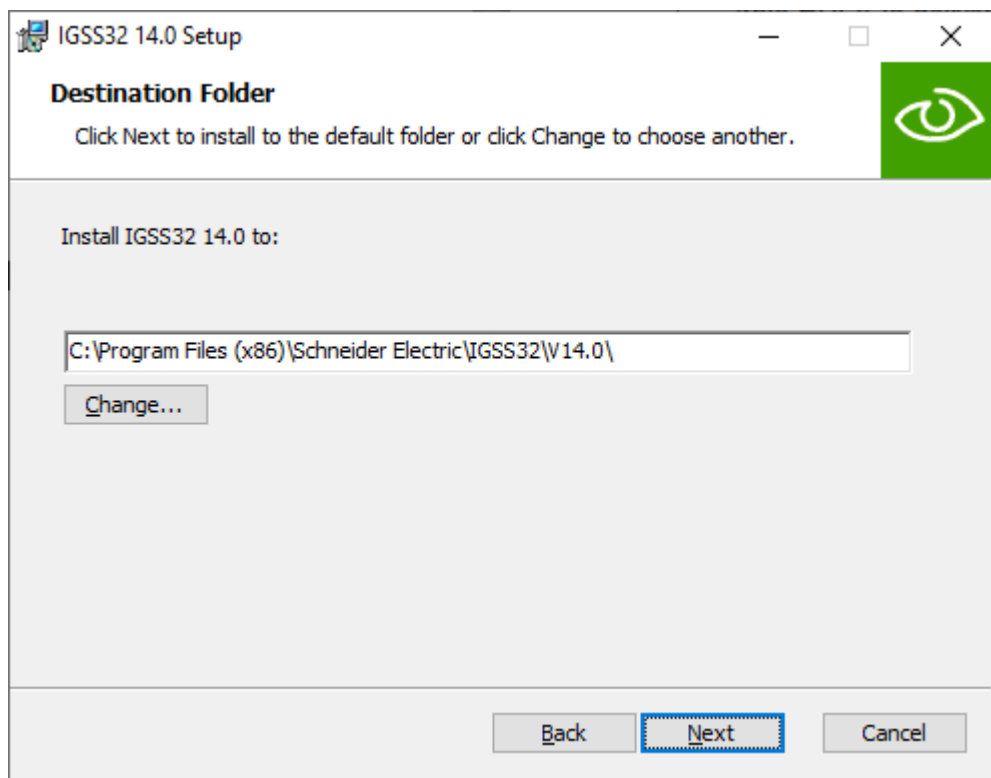 IGSS32 14.0 Setup
Destination Folder
Click Next to install to the default folder or click Change to choose another.
Install IGSS32 14.0 to:
C:\Program Files (x86)\Schneider Electric\IGSS32\V14.0\
Change...
Back Next Cancel